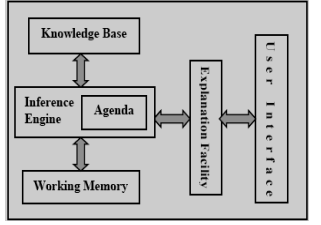 Knowledge Base
Inference
Engine
Agenda
Working Memory
Explanation Facility
User Interface